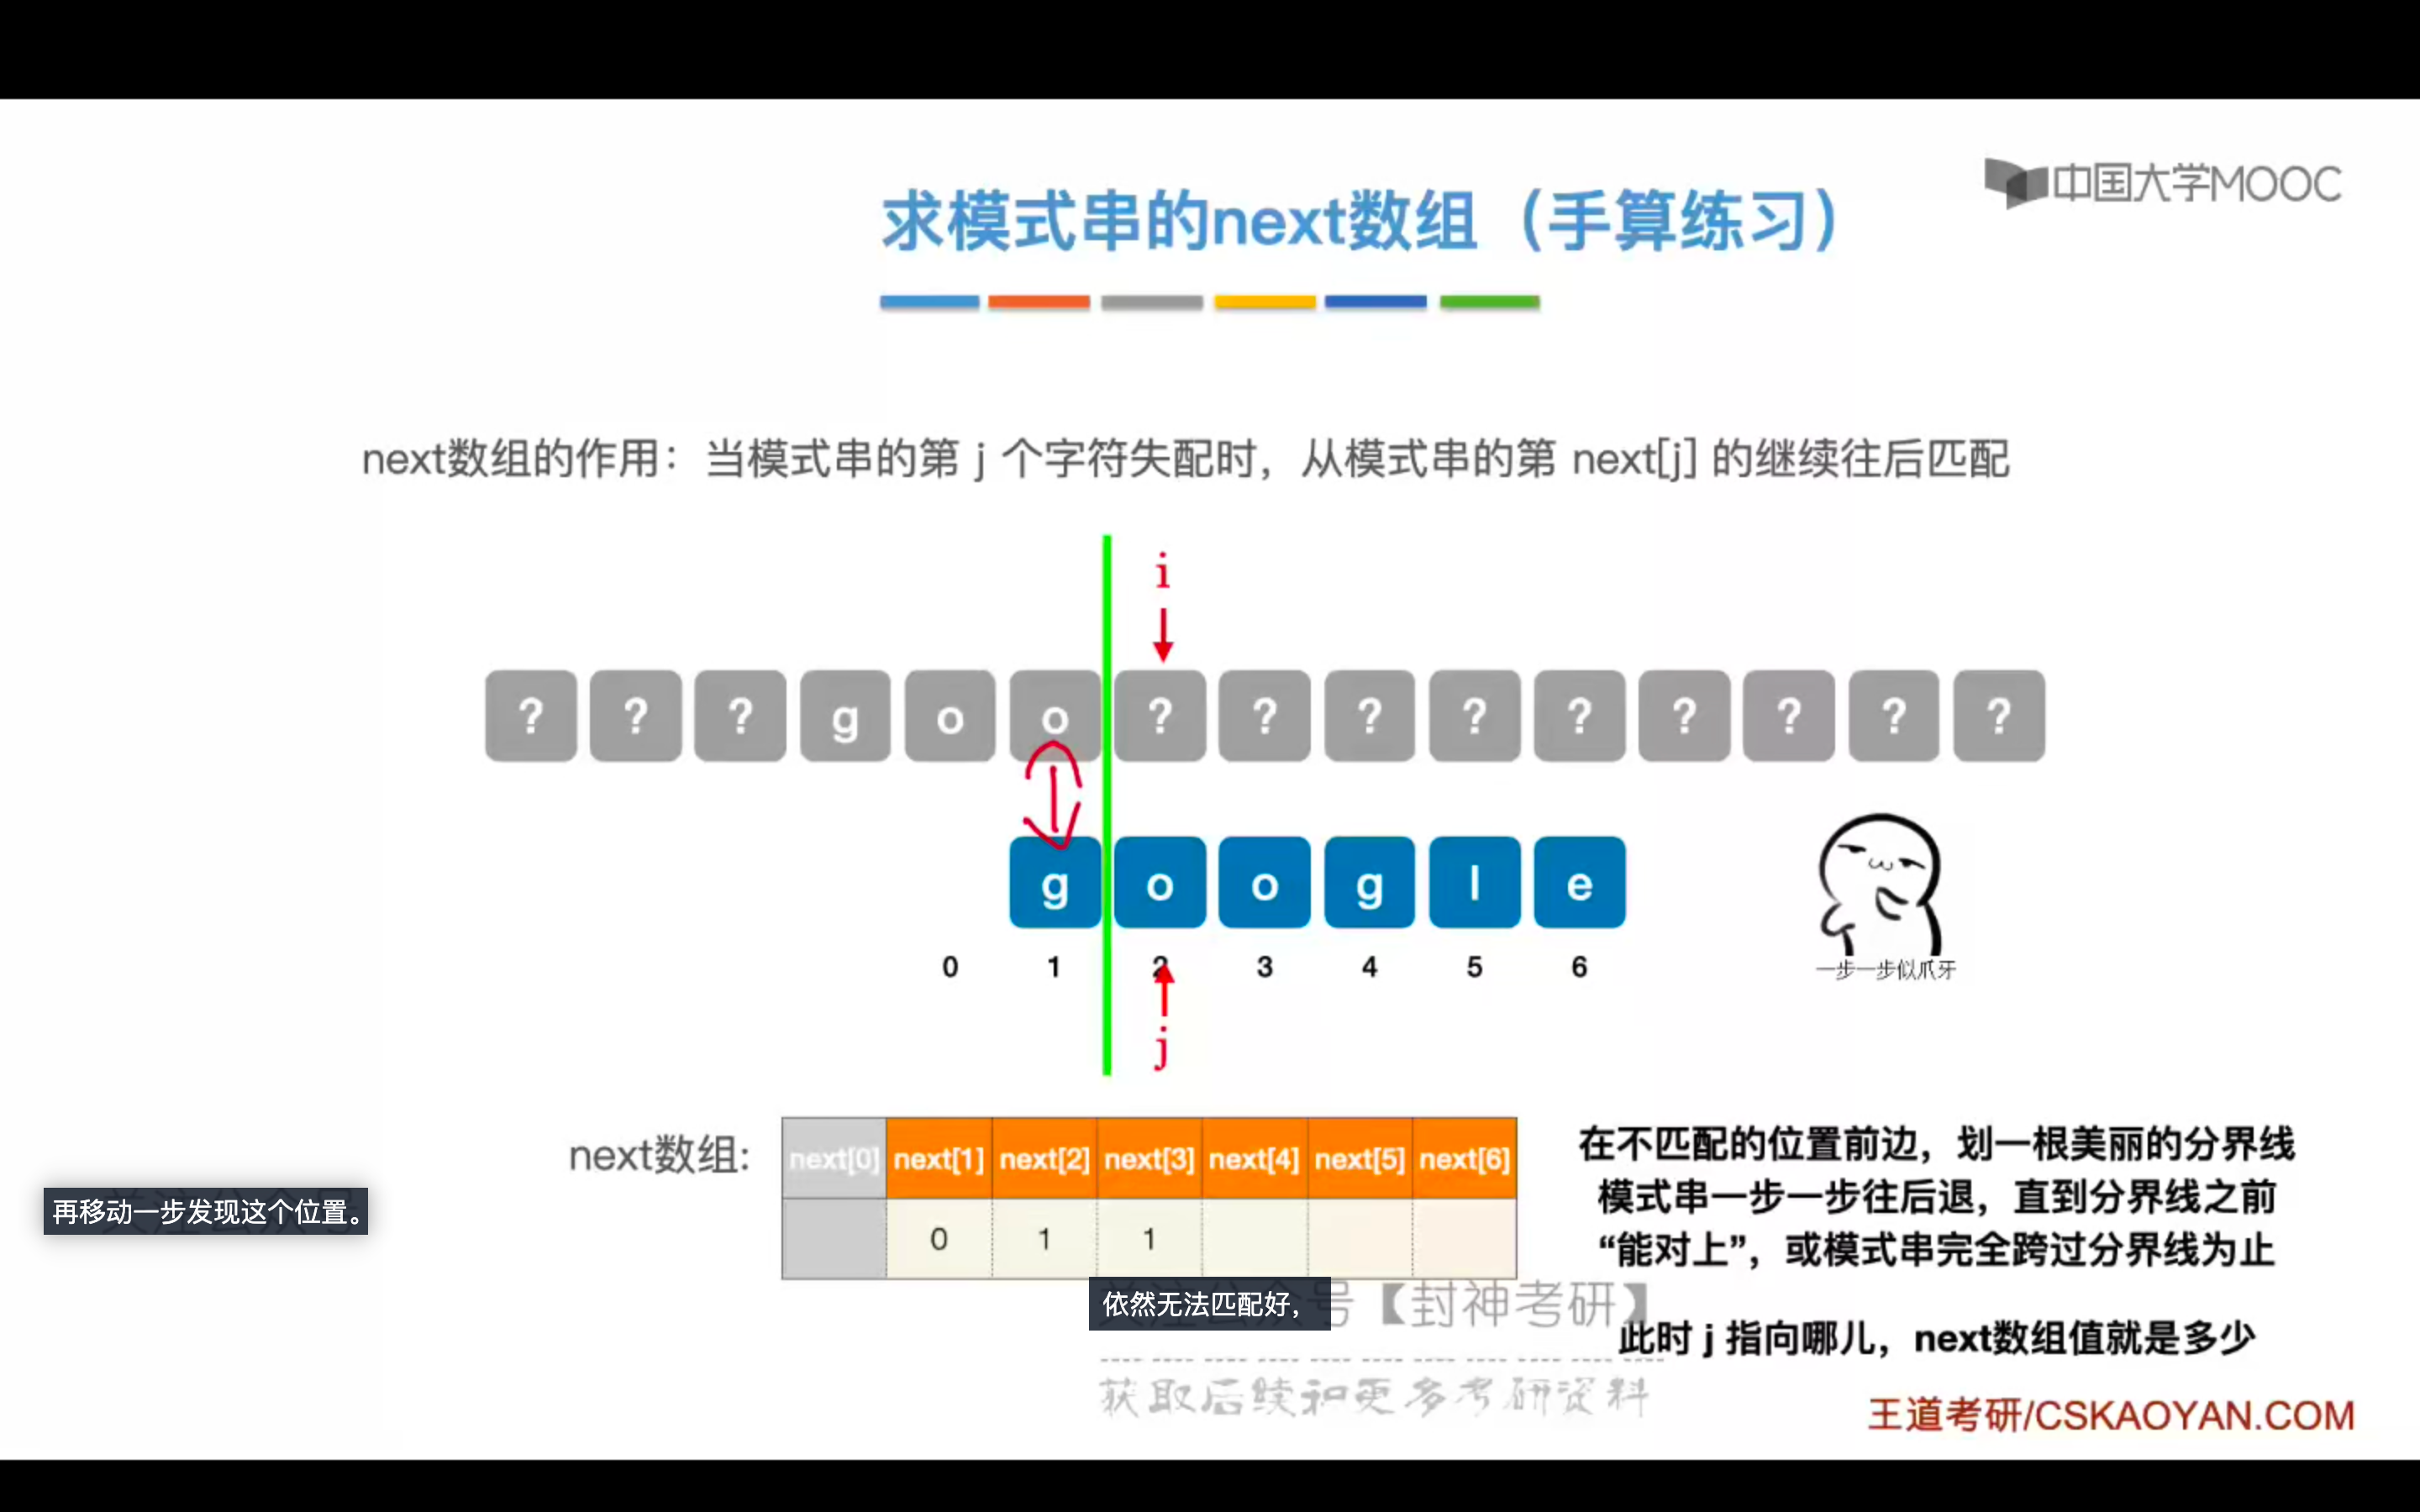 中国大学MOOC
求模式串的next数组（手算练习）
next数组的作用：当模式串的第 j 个字符失配时，从模式串的第 next[j] 的继续往后匹配
i
? ? ? g o o ? ? ? ? ? ? ? ? ?
g o o g l e
0 1 2 3 4 5 6
j
一步一步似爪牙
next数组:
next[0] next[1] next[2] next[3] next[4] next[5] next[6]
0 1 1
在不匹配的位置前边，划一根美丽的分界线
模式串一步一步往后退，直到分界线之前
“能对上”，或模式串完全跨过分界线为止
此时 j 指向哪儿，next数组值就是多少
再移动一步发现这个位置。
依然无法匹配好，
号【封神考研】
获取后续和更多考研资料
王道考研/CSKAOYAN.COM